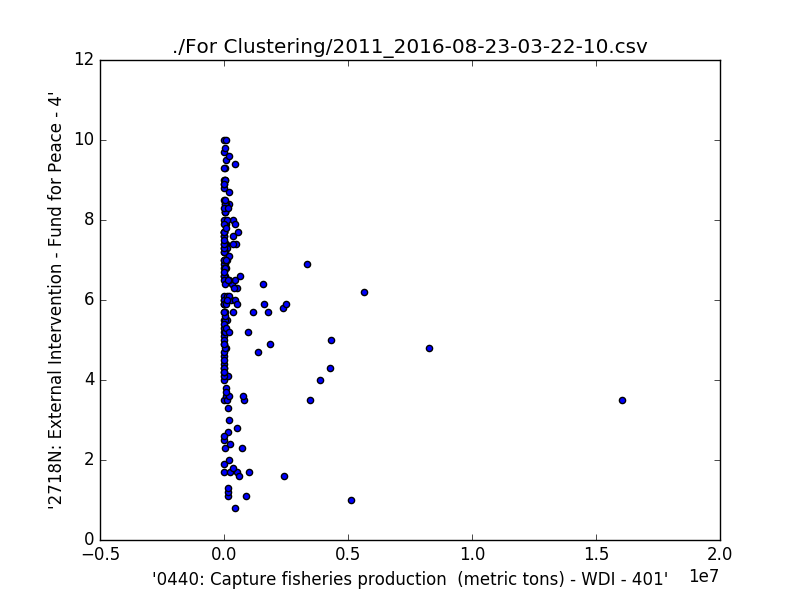 ./For Clustering/2011_2016-08-23-03-22-10.csv
12
10
8
6
4
2
0
'2718N: External Intervention - Fund for Peace - 4'
−0.5 0.0 0.5 1.0 1.5 2.0
1e7
'0440: Capture fisheries production  (metric tons) - WDI - 401'